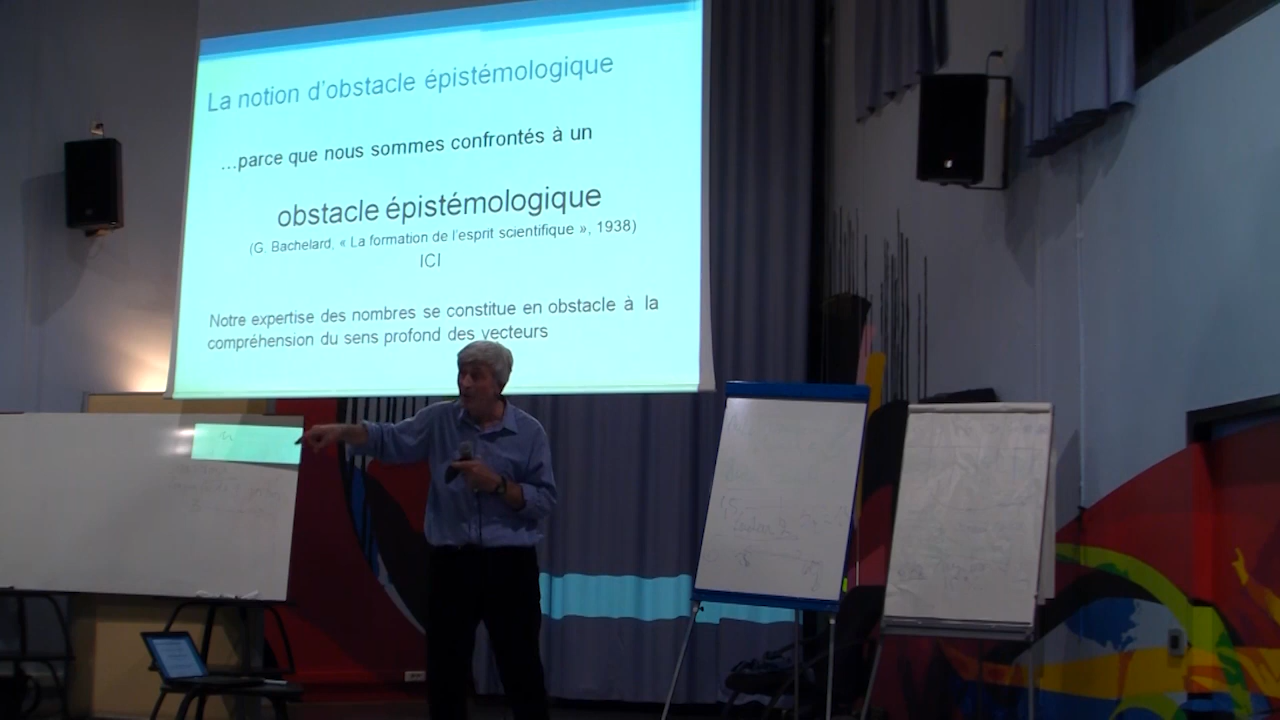 La notion d'obstacle épistémologique
...parce que nous sommes confrontés à un
obstacle épistémologique
(G. Bachelard, « La formation de l'esprit scientifique », 1938)
ICI
Notre expertise des nombres se constitue en obstacle à la
compréhension du sens profond des vecteurs